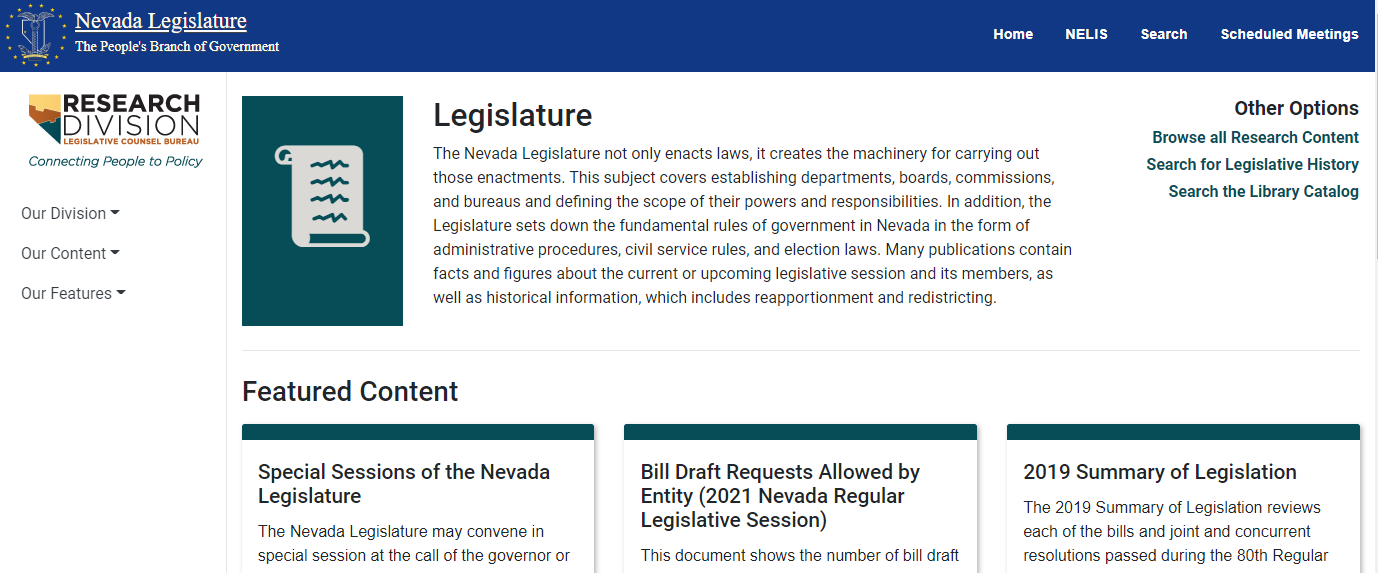 Nevada Legislature
The People's Branch of Government
Home NELIS Search Scheduled Meetings
RESEARCH
DIVISION
LEGISLATIVE COUNSEL BUREAU
Connecting People to Policy
Our Division
Our Content
Our Features
Legislature
The Nevada Legislature not only enacts laws, it creates the machinery for carrying out
those enactments. This subject covers establishing departments, boards, commissions,
and bureaus and defining the scope of their powers and responsibilities. In addition, the
Legislature sets down the fundamental rules of government in Nevada in the form of
administrative procedures, civil service rules, and election laws. Many publications contain
facts and figures about the current or upcoming legislative session and its members, as
well as historical information, which includes reapportionment and redistricting.
Other Options
Browse all Research Content
Search for Legislative History
Search the Library Catalog
Featured Content
Special Sessions of the Nevada
Legislature
The Nevada Legislature may convene in
special session at the call of the governor or
Bill Draft Requests Allowed by
Entity (2021 Nevada Regular
Legislative Session)
This document shows the number of bill draft
2019 Summary of Legislation
The 2019 Summary of Legislation reviews
each of the bills and joint and concurrent
resolutions passed during the 80th Regular